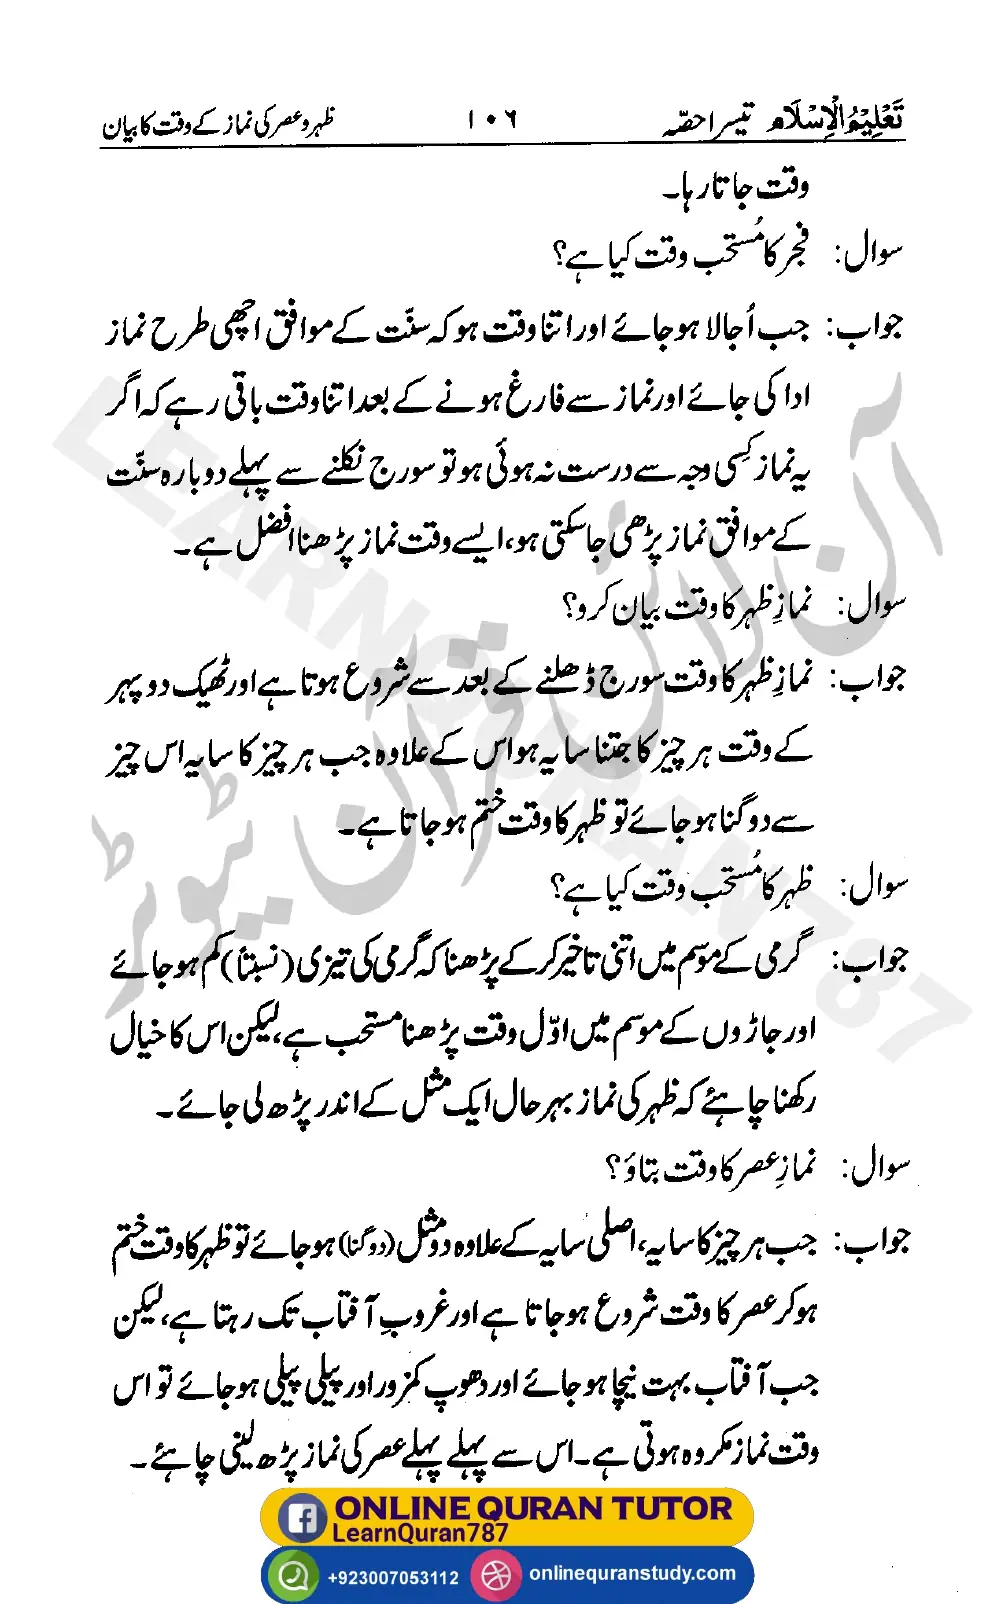 تَعْلِيْمُ الْاِسْلَام تیسرا حصّہ ۱۰۶ ظہر و عصر کی نماز کے وقت کا بیان
وقت جاتا رہا۔
سوال: فجر کا مُستحب وقت کیا ہے؟
جواب: جب اُجالا ہو جائے اور اتنا وقت ہو کہ سنّت کے موافق اچھی طرح نماز
ادا کی جائے اور نماز سے فارغ ہونے کے بعد اتنا وقت باقی رہے کہ اگر
یہ نماز کِسی وجہ سے درست نہ ہوئی ہو تو سورج نکلنے سے پہلے دوبارہ سنّت
کے موافق نماز پڑھی جا سکتی ہو، ایسے وقت نماز پڑھنا افضل ہے۔
سوال: نمازِ ظہر کا وقت بیان کرو؟
جواب: نمازِ ظہر کا وقت سورج ڈھلنے کے بعد سے شروع ہوتا ہے اور ٹھیک دوپہر
کے وقت ہر چیز کا جتنا سایہ ہو اس کے علاوہ جب ہر چیز کا سایہ اس چیز
سے دوگنا ہو جائے تو ظہر کا وقت ختم ہو جاتا ہے۔
سوال: ظہر کا مُستحب وقت کیا ہے؟
جواب: گرمی کے موسم میں اتنی تاخیر کر کے پڑھنا کہ گرمی کی تیزی (نسبتاً) کم ہو جائے
اور جاڑوں کے موسم میں اوّل وقت پڑھنا مستحب ہے، لیکن اس کا خیال
رکھنا چاہئے کہ ظہر کی نماز بہر حال ایک مثل کے اندر پڑھ لی جائے۔
سوال: نمازِ عصر کا وقت بتاؤ؟
جواب: جب ہر چیز کا سایہ، اصلی سایہ کے علاوہ دو مثل (دوگنا) ہو جائے تو ظہر کا وقت ختم
ہو کر عصر کا وقت شروع ہو جاتا ہے اور غروبِ آفتاب تک رہتا ہے، لیکن
جب آفتاب بہت نیچا ہو جائے اور دھوپ کمزور اور پیلی پیلی ہو جائے تو اس
وقت نماز مکروہ ہوتی ہے۔ اس سے پہلے پہلے عصر کی نماز پڑھ لینی چاہئے۔
آن لائن قرآن ٹیوٹر
LEARNQURAN787
ONLINE QURAN TUTOR
LearnQuran787
+923007053112 onlinequranstudy.com